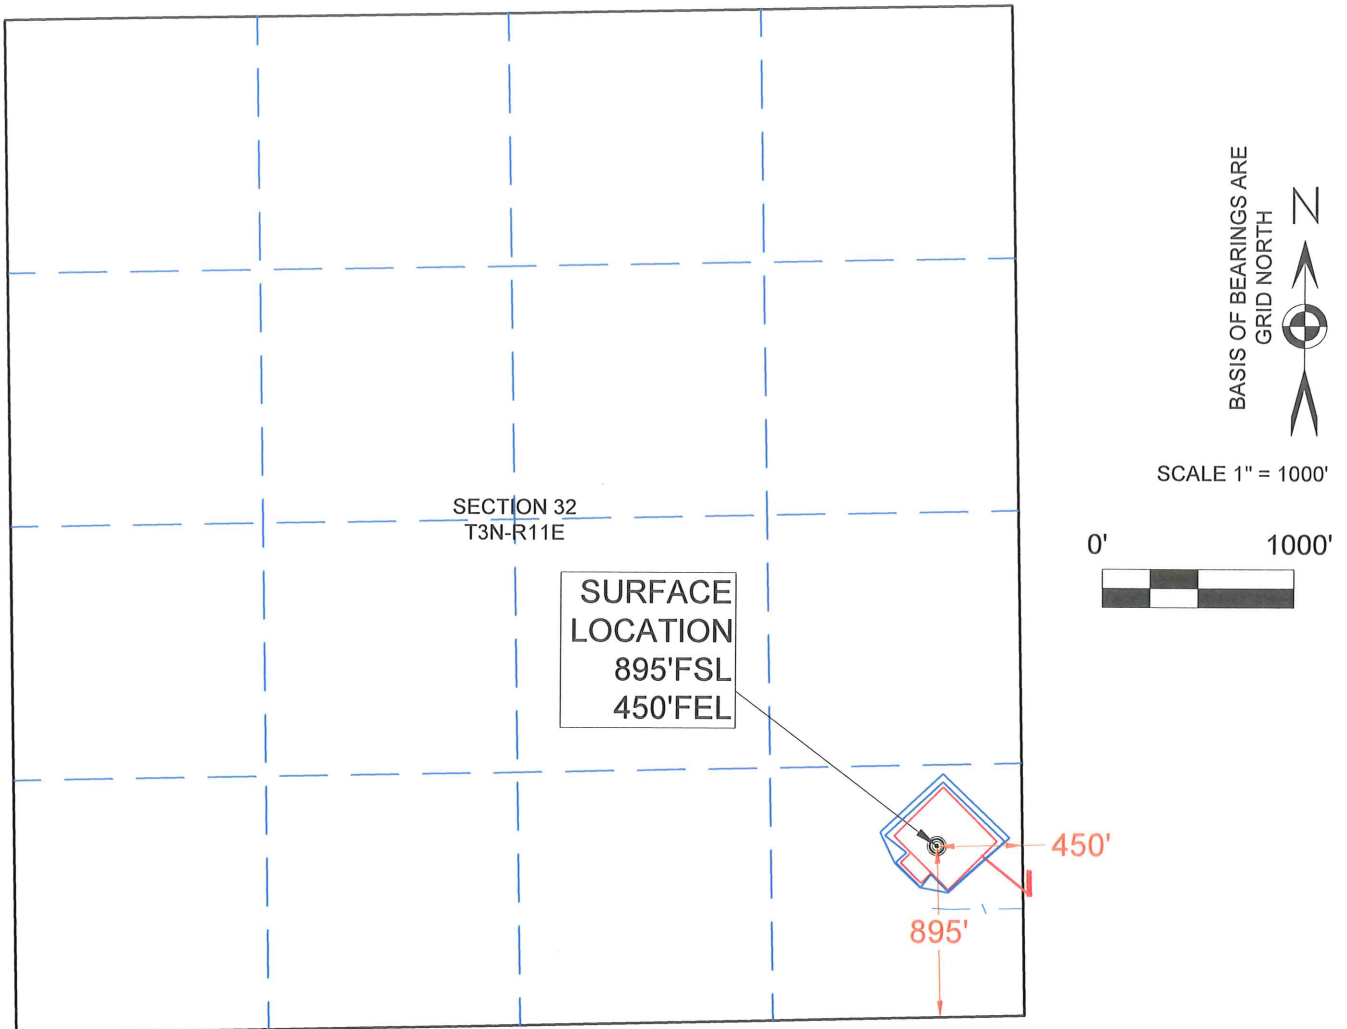 BASIS OF BEARINGS ARE
GRID NORTH
N
SCALE 1" = 1000'
SECTION 32
T3N-R11E
0' 1000'
SURFACE
LOCATION
895'FSL
450'FEL
450'
895'